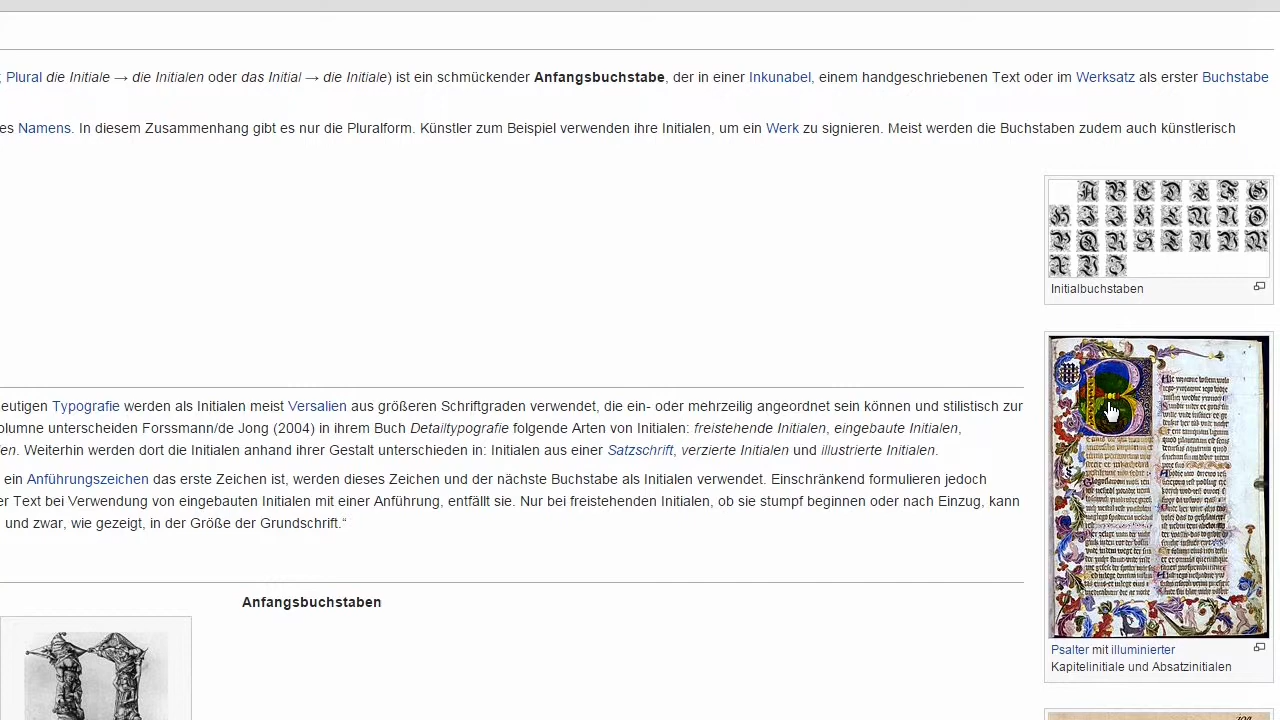 ; Plural die Initiale → die Initialen oder das Initial → die Initiale) ist ein schmückender Anfangsbuchstabe, der in einer Inkunabel, einem handgeschriebenen Text oder im Werksatz als erster Buchstabe
es Namens. In diesem Zusammenhang gibt es nur die Pluralform. Künstler zum Beispiel verwenden ihre Initialen, um ein Werk zu signieren. Meist werden die Buchstaben zudem auch künstlerisch
A B C D E F G
H I J K L M N O
P Q R S T U V W
X Y Z
Initialbuchstaben
eutigen Typografie werden als Initialen meist Versalien aus größeren Schriftgraden verwendet, die ein- oder mehrzeilig angeordnet sein können und stilistisch zur
olumne unterscheiden Forssmann/de Jong (2004) in ihrem Buch Detailtypografie folgende Arten von Initialen: freistehende Initialen, eingebaute Initialen,
en. Weiterhin werden dort die Initialen anhand ihrer Gestalt unterschieden in: Initialen aus einer Satzschrift, verzierte Initialen und illustrierte Initialen.
ein Anführungszeichen das erste Zeichen ist, werden dieses Zeichen und der nächste Buchstabe als Initialen verwendet. Einschränkend formulieren jedoch
er Text bei Verwendung von eingebauten Initialen mit einer Anführung, entfällt sie. Nur bei freistehenden Initialen, ob sie stumpf beginnen oder nach Einzug, kann
und zwar, wie gezeigt, in der Größe der Grundschrift.“
B
Psalter mit illuminierter
Kapitelinitiale und Absatzinitialen
Anfangsbuchstaben